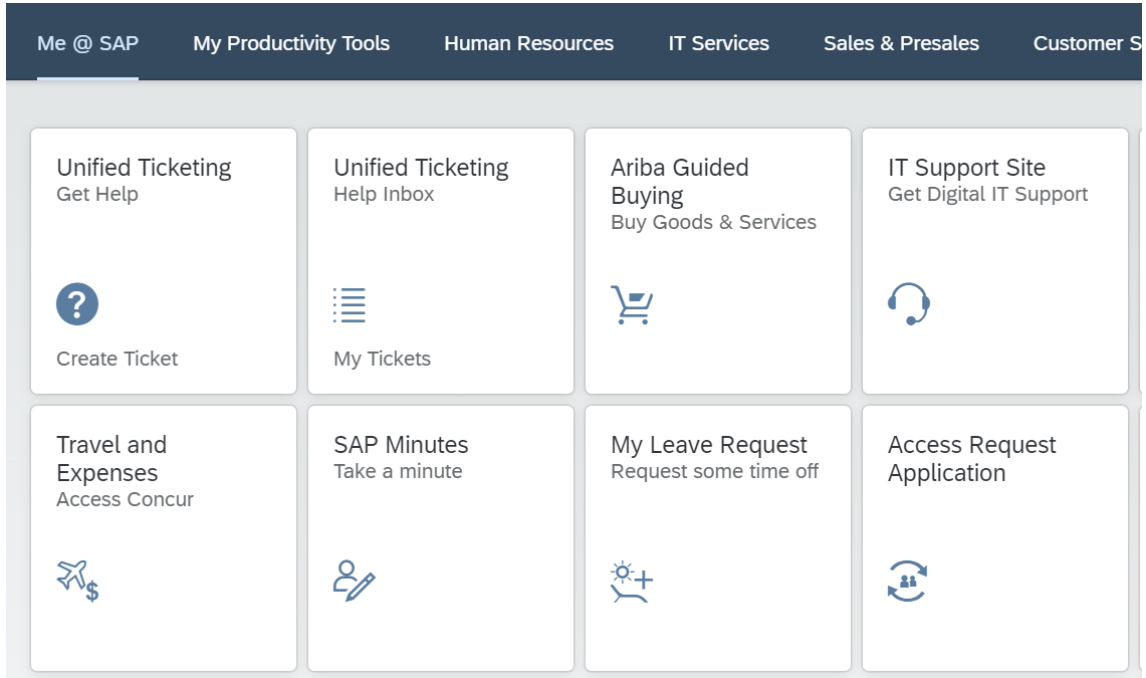 Me @ SAP
My Productivity Tools
Human Resources
IT Services
Sales & Presales
Customer S
Unified Ticketing
Get Help
Create Ticket
Unified Ticketing
Help Inbox
My Tickets
Ariba Guided
Buying
Buy Goods & Services
IT Support Site
Get Digital IT Support
Travel and
Expenses
Access Concur
SAP Minutes
Take a minute
My Leave Request
Request some time off
Access Request
Application